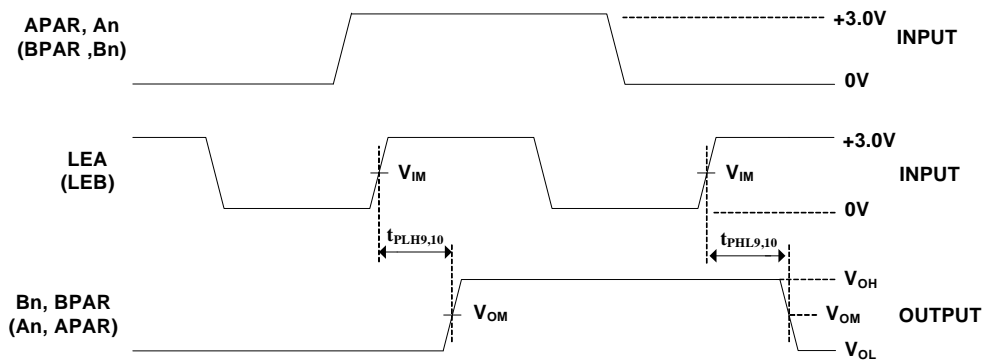 APAR, An
(BPAR ,Bn)
+3.0V
INPUT
0V
LEA
(LEB)
+3.0V
VIM
VIM
INPUT
0V
tPLH9,10
tPHL9,10
Bn, BPAR
(An, APAR)
VOH
VOM
VOM
OUTPUT
VOL